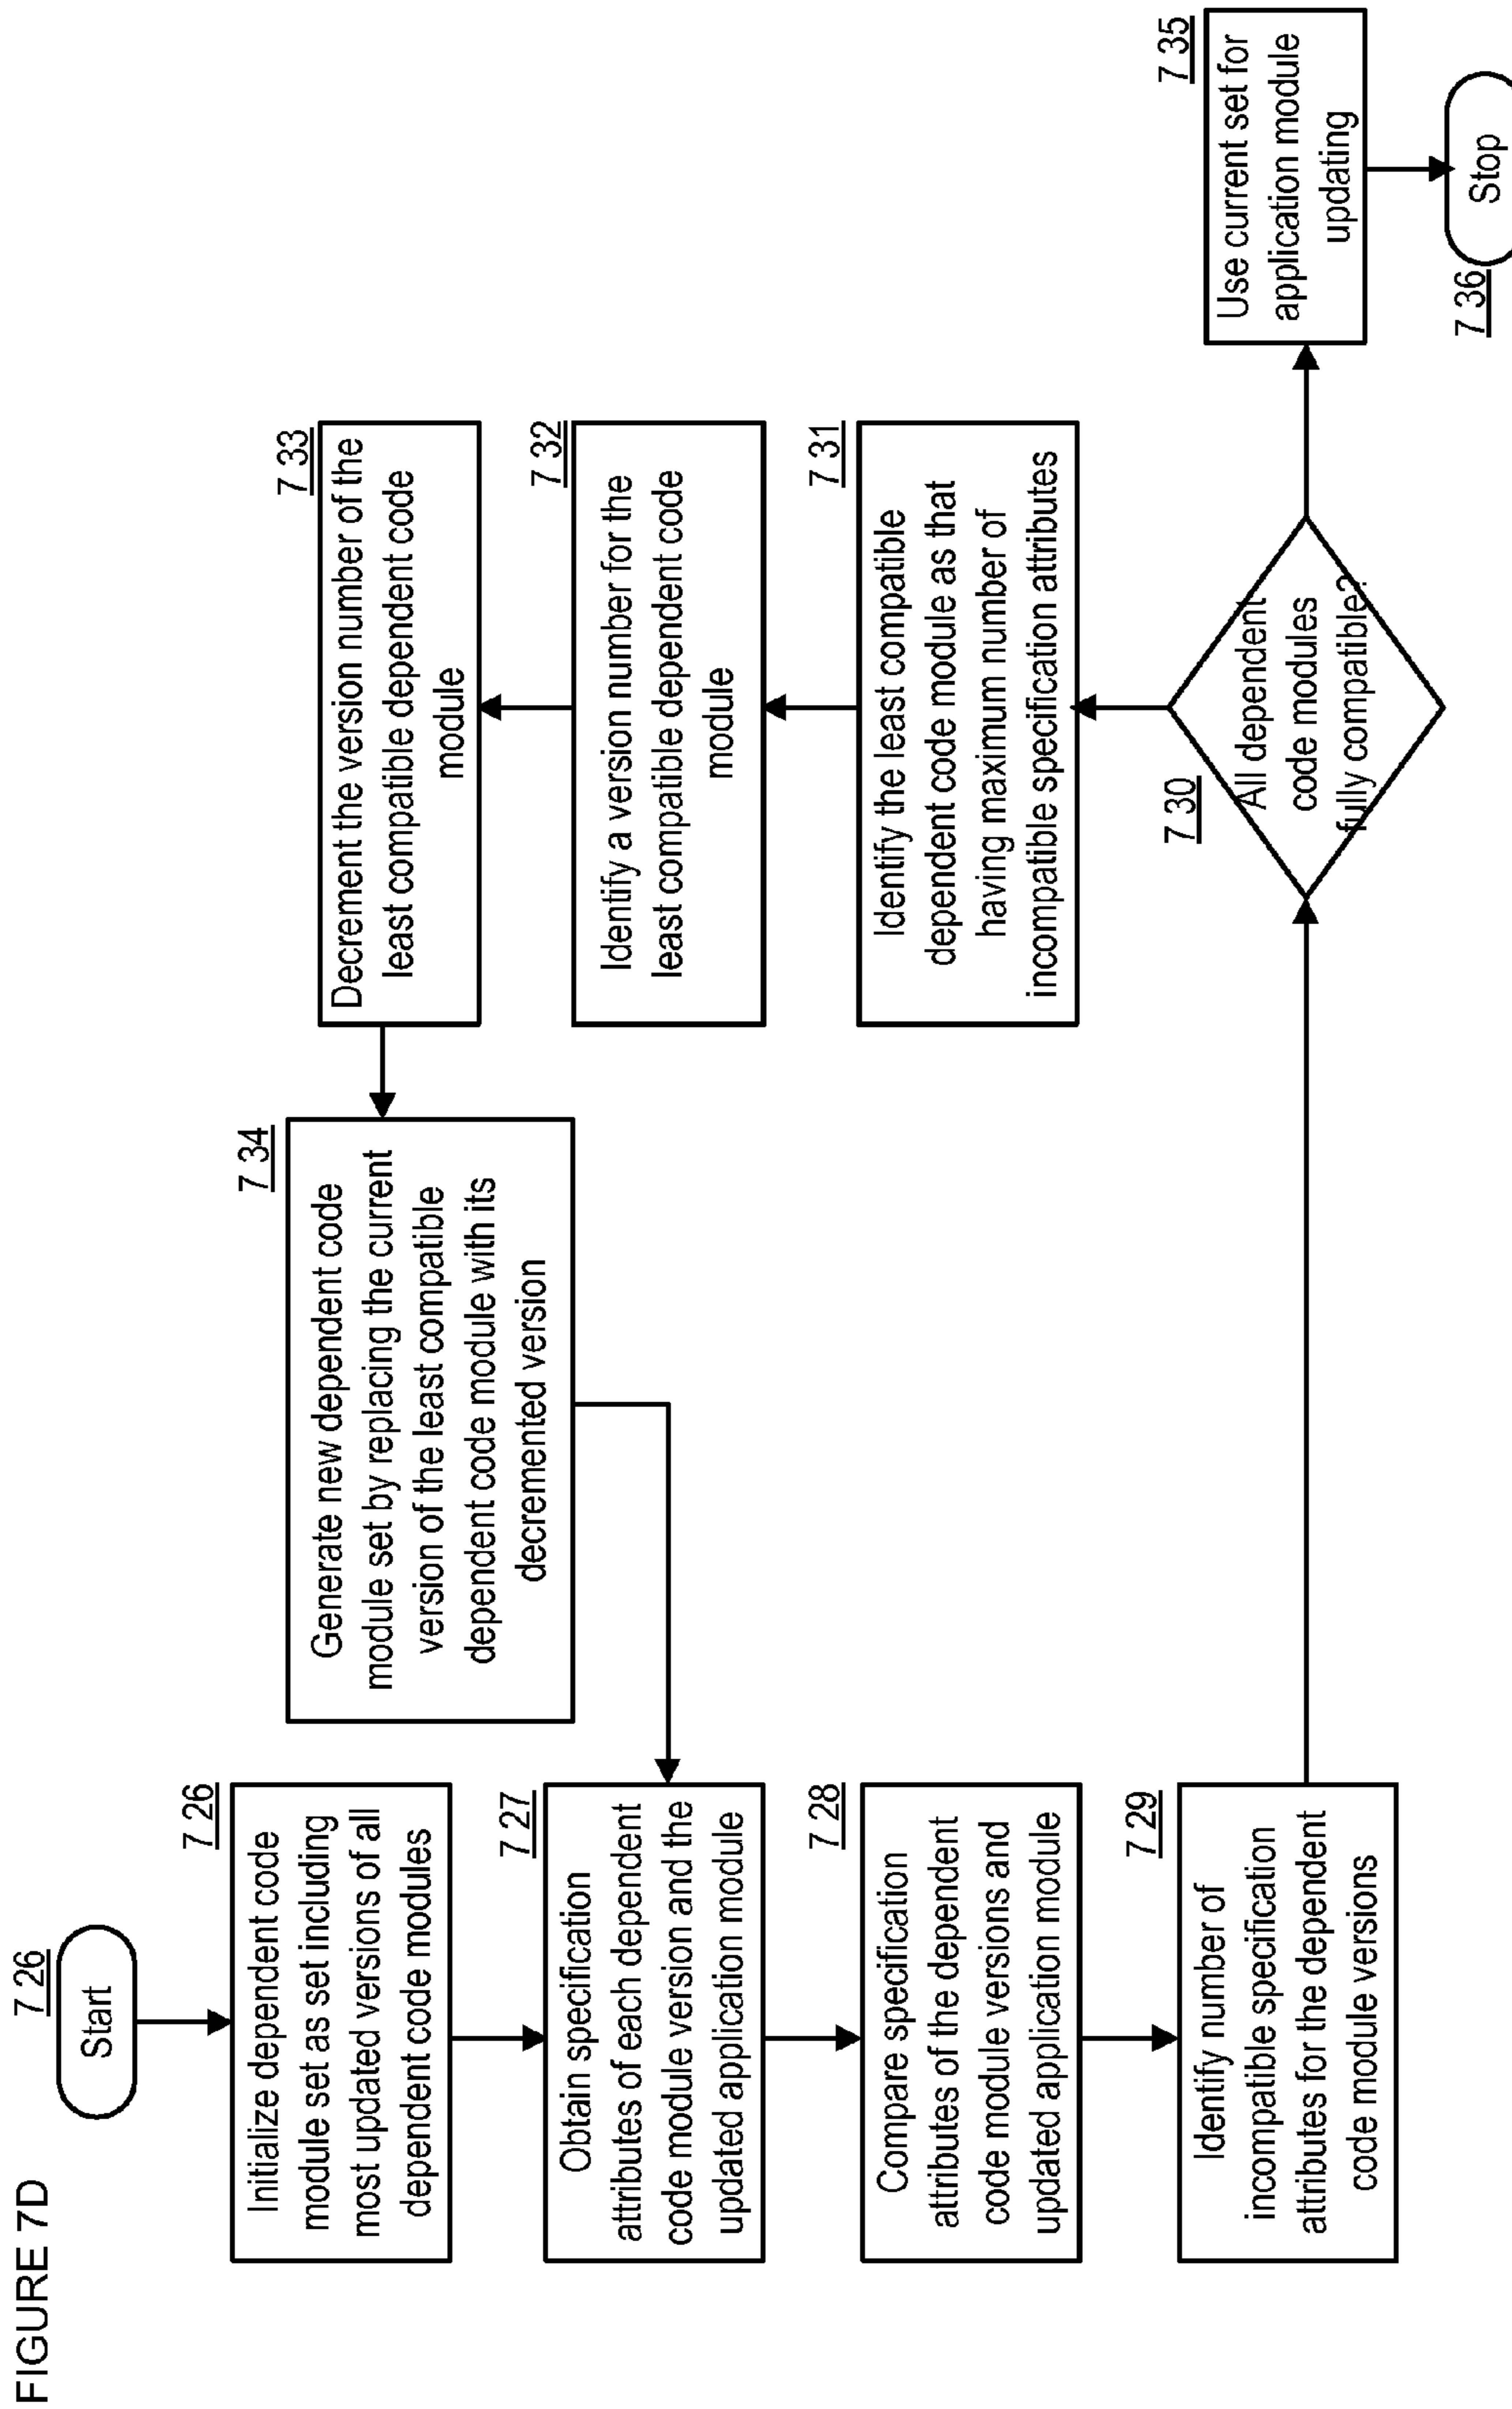 FIGURE 7D
7 26
Start
7 26
Initialize dependent code
module set as set including
most updated versions of all
dependent code modules
7 27
Obtain specification
attributes of each dependent
code module version and the
updated application module
7 28
Compare specification
attributes of the dependent
code module versions and
updated application module
7 29
Identify number of
incompatible specification
attributes for the dependent
code module versions
7 30
All dependent
code modules
fully compatible?
7 31
Identify the least compatible
dependent code module as that
having maximum number of
incompatible specification attributes
7 32
Identify a version number for the
least compatible dependent code
module
7 33
Decrement the version number of the
least compatible dependent code
module
7 34
Generate new dependent code
module set by replacing the current
version of the least compatible
dependent code module with its
decremented version
7 35
Use current set for
application module
updating
7 36
Stop